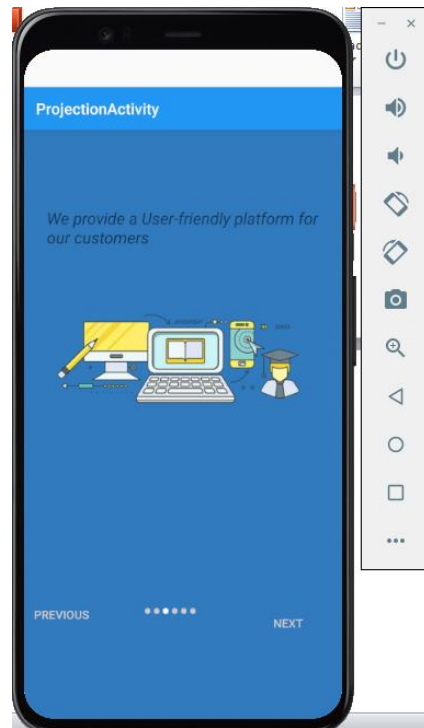 ProjectionActivity
We provide a User-friendly platform for
our customers
PREVIOUS
NEXT